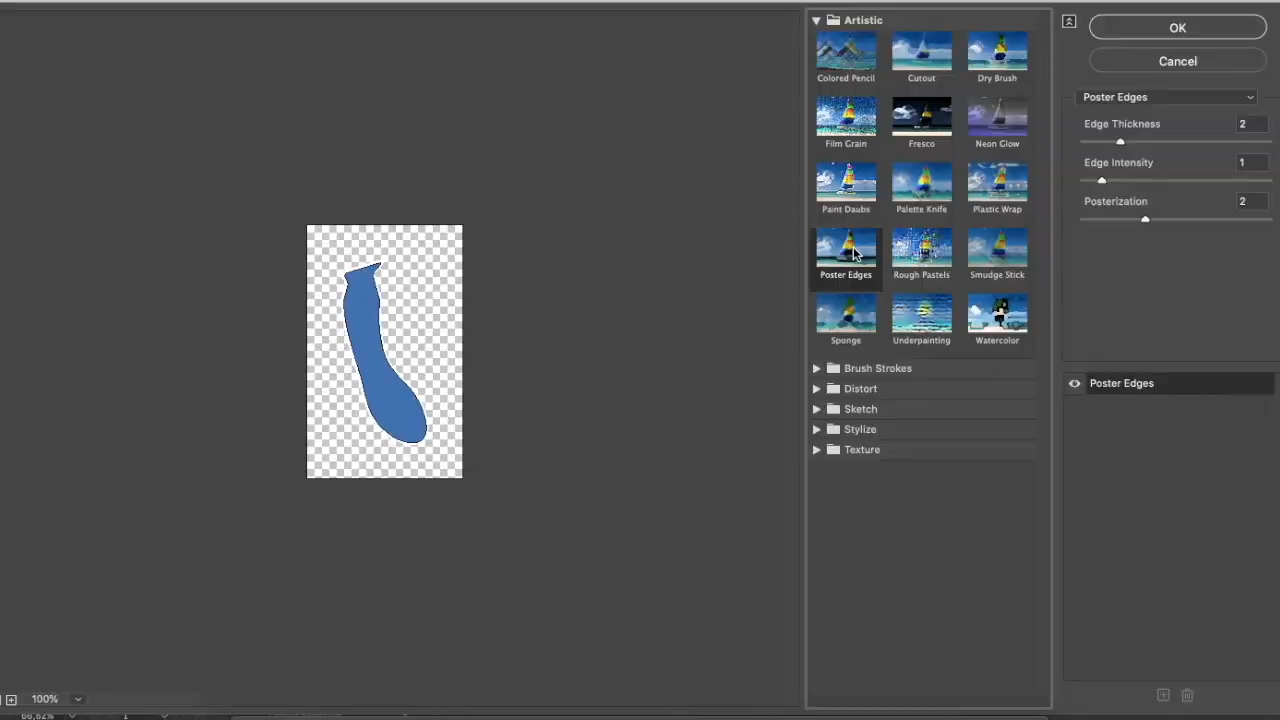 Artistic
Colored Pencil
Cutout
Dry Brush
Film Grain
Fresco
Neon Glow
Paint Daubs
Palette Knife
Plastic Wrap
Poster Edges
Rough Pastels
Smudge Stick
Sponge
Underpainting
Watercolor
Brush Strokes
Distort
Sketch
Stylize
Texture
OK
Cancel
Poster Edges
Edge Thickness 2
Edge Intensity 1
Posterization 2
Poster Edges
100%